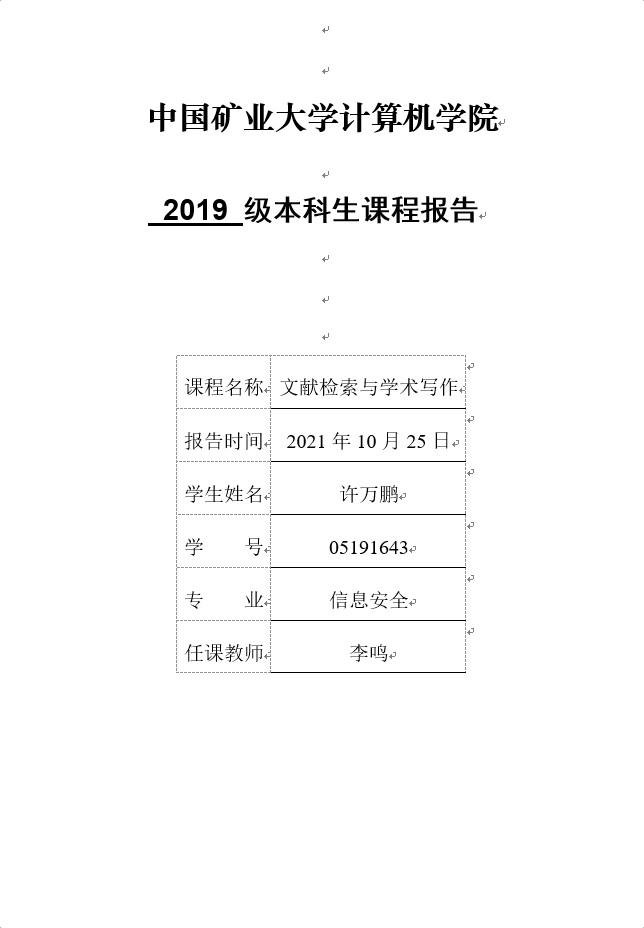 中国矿业大学计算机学院
2019 级本科生课程报告
课程名称 文献检索与学术写作
报告时间 2021 年 10 月 25 日
学生姓名 许万鹏
学 号 05191643
专 业 信息安全
任课教师 李鸣